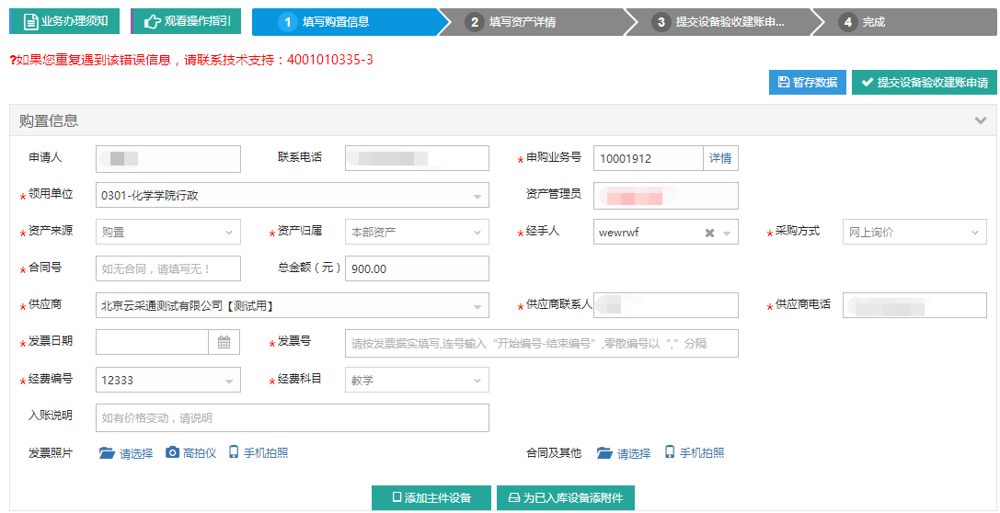 业务办理须知 观看操作指引 1 填写购置信息 2 填写资产详情 3 提交设备验收建账申... 4 完成
?如果您重复遇到该错误信息，请联系技术支持：4001010335-3
暂存数据 提交设备验收建账申请
购置信息
申请人 联系电话 *申购业务号 10001912 详情
*领用单位 0301-化学学院行政 资产管理员
*资产来源 购置 *资产归属 本部资产 *经手人 wewrwf *采购方式 网上询价
*合同号 如无合同，请填写无！ 总金额（元） 900.00
*供应商 北京云采通测试有限公司【测试用】 *供应商联系人 *供应商电话
*发票日期 *发票号 请按发票据实填写,连号输入“开始编号-结束编号”,零散编号以“,”分隔
*经费编号 12333 *经费科目 教学
入账说明 如有价格变动，请说明
发票照片 请选择 高拍仪 手机拍照 合同及其他 请选择 手机拍照
添加主件设备 为已入库设备添附件